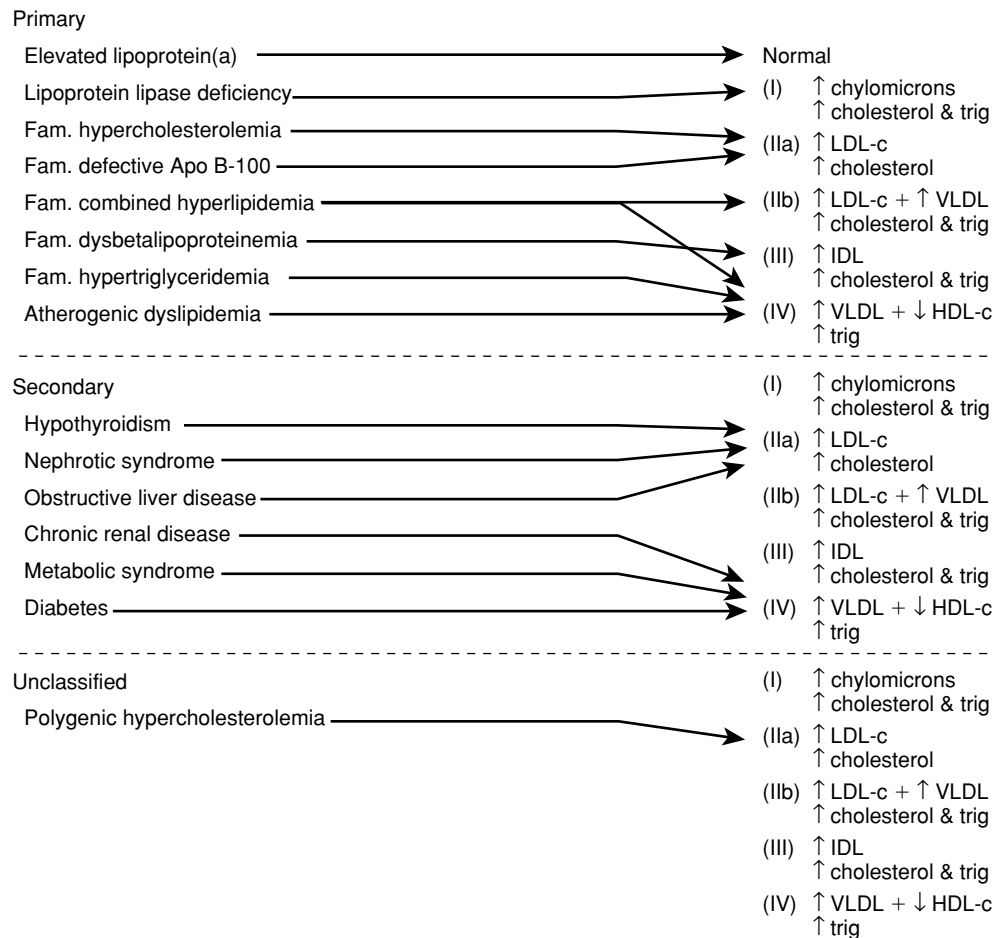 Primary
Elevated lipoprotein(a)
Normal
Lipoprotein lipase deficiency
(I) ↑ chylomicrons
↑ cholesterol & trig
Fam. hypercholesterolemia
(IIa) ↑ LDL-c
↑ cholesterol
Fam. defective Apo B-100
Fam. combined hyperlipidemia
(IIb) ↑ LDL-c + ↑ VLDL
↑ cholesterol & trig
Fam. dysbetalipoproteinemia
(III) ↑ IDL
↑ cholesterol & trig
Fam. hypertriglyceridemia
Atherogenic dyslipidemia
(IV) ↑ VLDL + ↓ HDL-c
↑ trig
Secondary
(I) ↑ chylomicrons
↑ cholesterol & trig
Hypothyroidism
(IIa) ↑ LDL-c
↑ cholesterol
Nephrotic syndrome
Obstructive liver disease
(IIb) ↑ LDL-c + ↑ VLDL
↑ cholesterol & trig
Chronic renal disease
(III) ↑ IDL
↑ cholesterol & trig
Metabolic syndrome
Diabetes
(IV) ↑ VLDL + ↓ HDL-c
↑ trig
Unclassified
(I) ↑ chylomicrons
↑ cholesterol & trig
Polygenic hypercholesterolemia
(IIa) ↑ LDL-c
↑ cholesterol
(IIb) ↑ LDL-c + ↑ VLDL
↑ cholesterol & trig
(III) ↑ IDL
↑ cholesterol & trig
(IV) ↑ VLDL + ↓ HDL-c
↑ trig